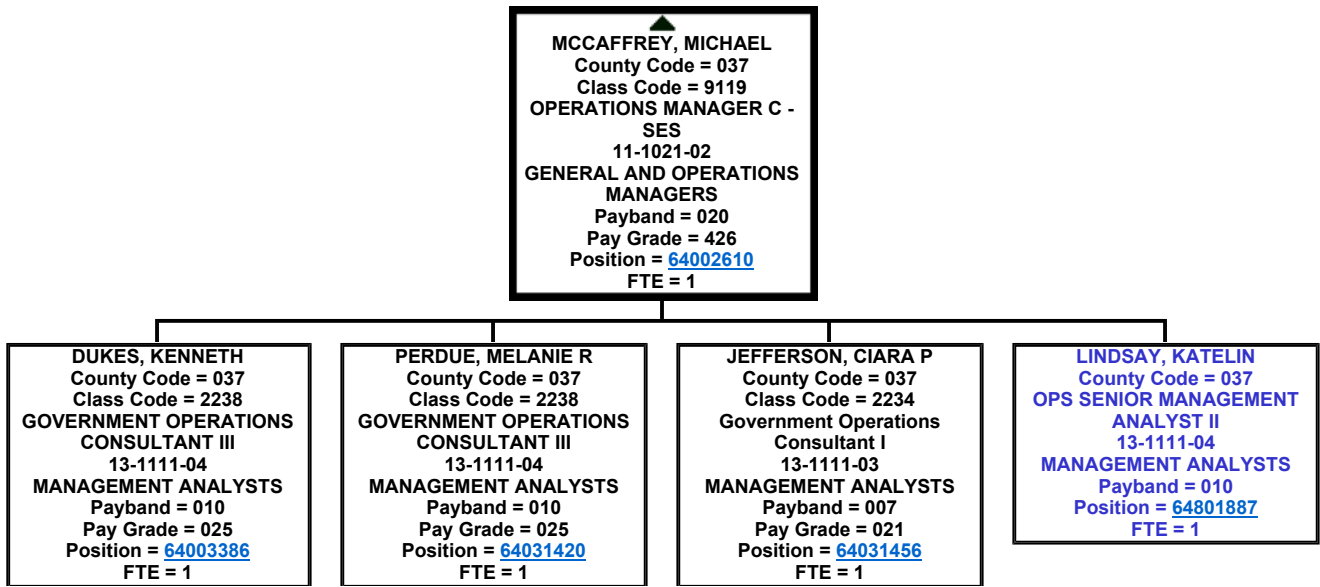 MCCAFFREY, MICHAEL
County Code = 037
Class Code = 9119
OPERATIONS MANAGER C -
SES
11-1021-02
GENERAL AND OPERATIONS
MANAGERS
Payband = 020
Pay Grade = 426
Position = 64002610
FTE = 1
DUKES, KENNETH
County Code = 037
Class Code = 2238
GOVERNMENT OPERATIONS
CONSULTANT III
13-1111-04
MANAGEMENT ANALYSTS
Payband = 010
Pay Grade = 025
Position = 64003386
FTE = 1
PERDUE, MELANIE R
County Code = 037
Class Code = 2238
GOVERNMENT OPERATIONS
CONSULTANT III
13-1111-04
MANAGEMENT ANALYSTS
Payband = 010
Pay Grade = 025
Position = 64031420
FTE = 1
JEFFERSON, CIARA P
County Code = 037
Class Code = 2234
Government Operations
Consultant I
13-1111-03
MANAGEMENT ANALYSTS
Payband = 007
Pay Grade = 021
Position = 64031456
FTE = 1
LINDSAY, KATELIN
County Code = 037
OPS SENIOR MANAGEMENT
ANALYST II
13-1111-04
MANAGEMENT ANALYSTS
Payband = 010
Position = 64801887
FTE = 1